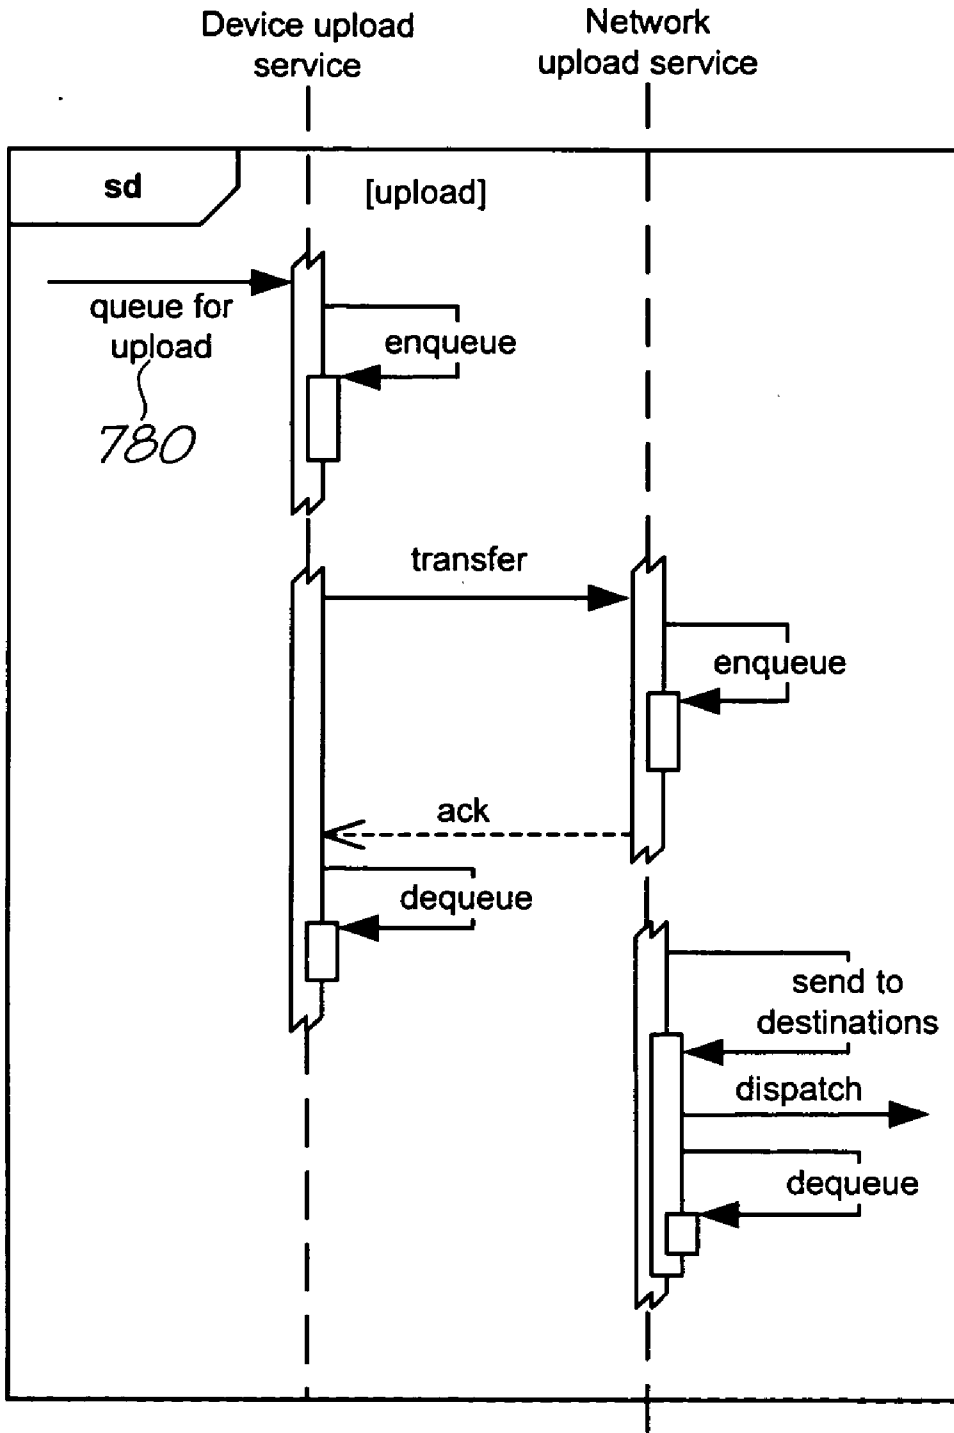 Device upload
service
Network
upload service
sd
[upload]
queue for
upload
780
enqueue
transfer
enqueue
ack
dequeue
send to
destinations
dispatch
dequeue